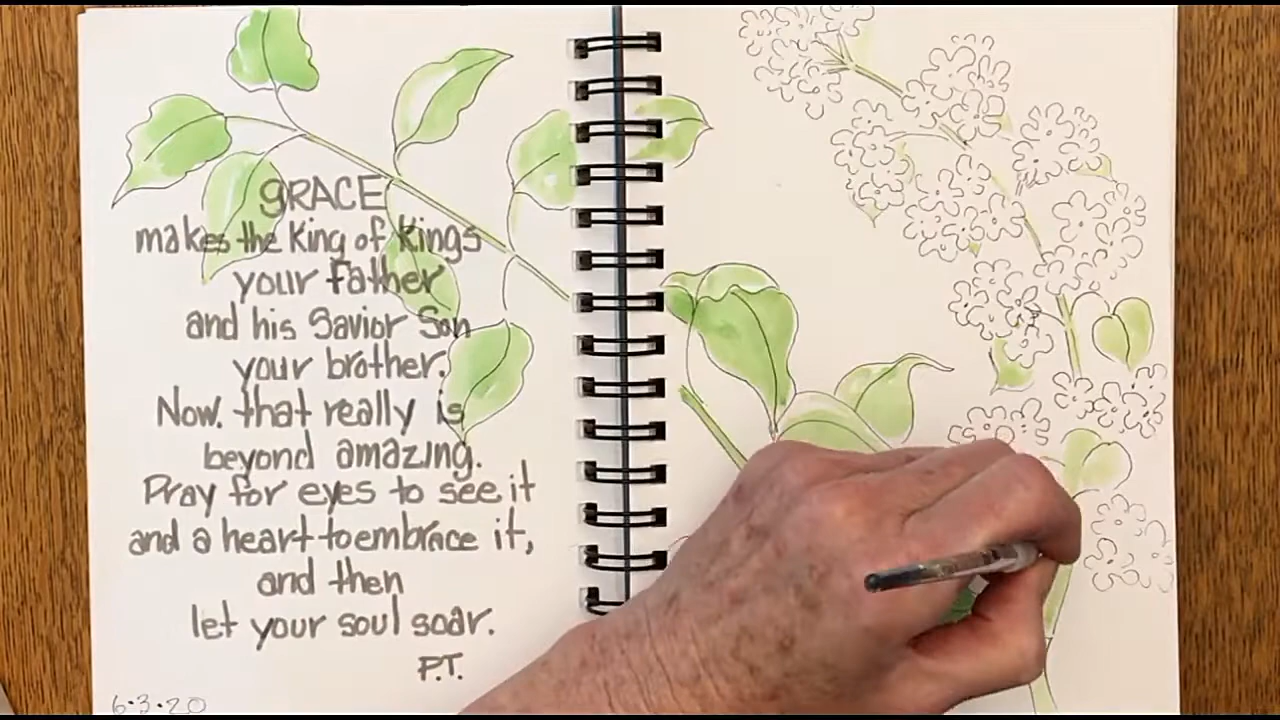 GRACE
makes the King of Kings
your Father
and his Savior Son
your brother.
Now. that really is
beyond amazing.
Pray for eyes to see it
and a heart to embrace it,
and then
let your soul soar.
P.T.
6·3·20